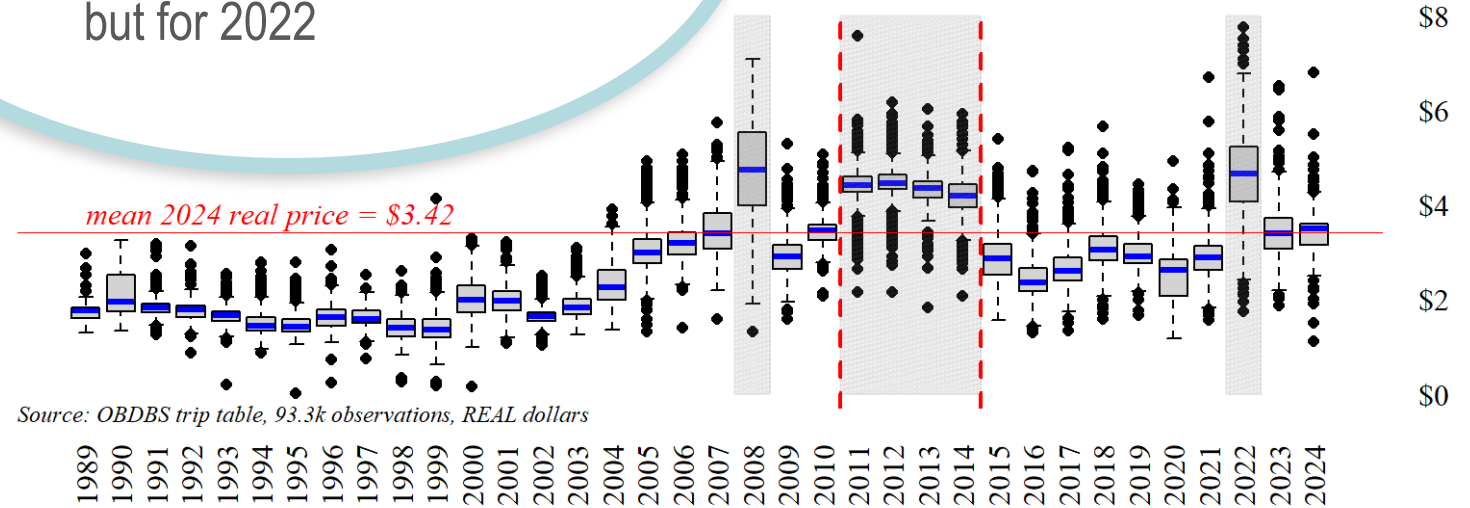 but for 2022
$8
$6
$4
mean 2024 real price = $3.42
$2
$0
Source: OBDBS trip table, 93.3k observations, REAL dollars
1989 1990 1991 1992 1993 1994 1995 1996 1997 1998 1999 2000 2001 2002 2003 2004 2005 2006 2007 2008 2009 2010 2011 2012 2013 2014 2015 2016 2017 2018 2019 2020 2021 2022 2023 2024